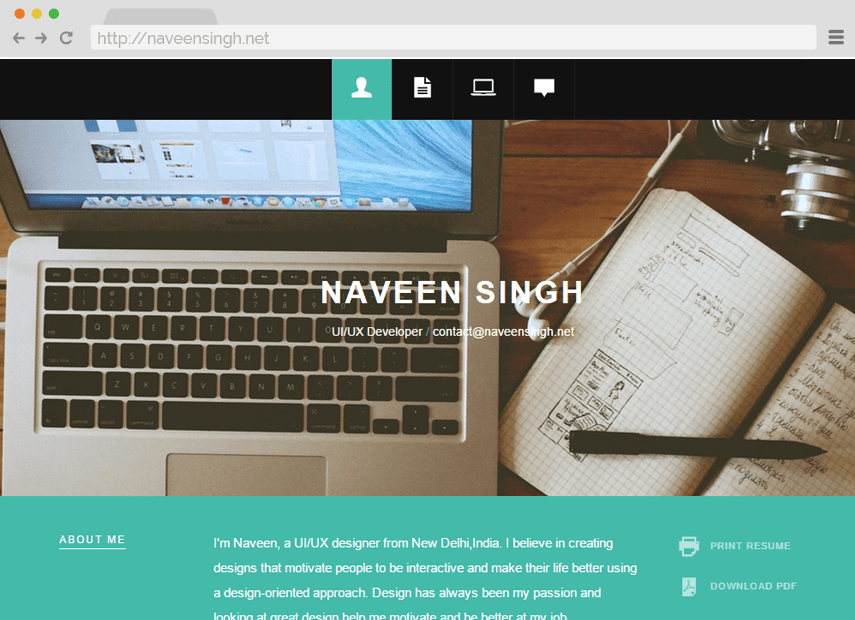 http://naveensingh.net
NAVEEN SINGH
UI/UX Developer / contact@naveensingh.net
ABOUT ME
I'm Naveen, a UI/UX designer from New Delhi,India. I believe in creating
designs that motivate people to be interactive and make their life better using
a design-oriented approach. Design has always been my passion and
looking at great design help me motivate and be better at my job
PRINT RESUME
DOWNLOAD PDF